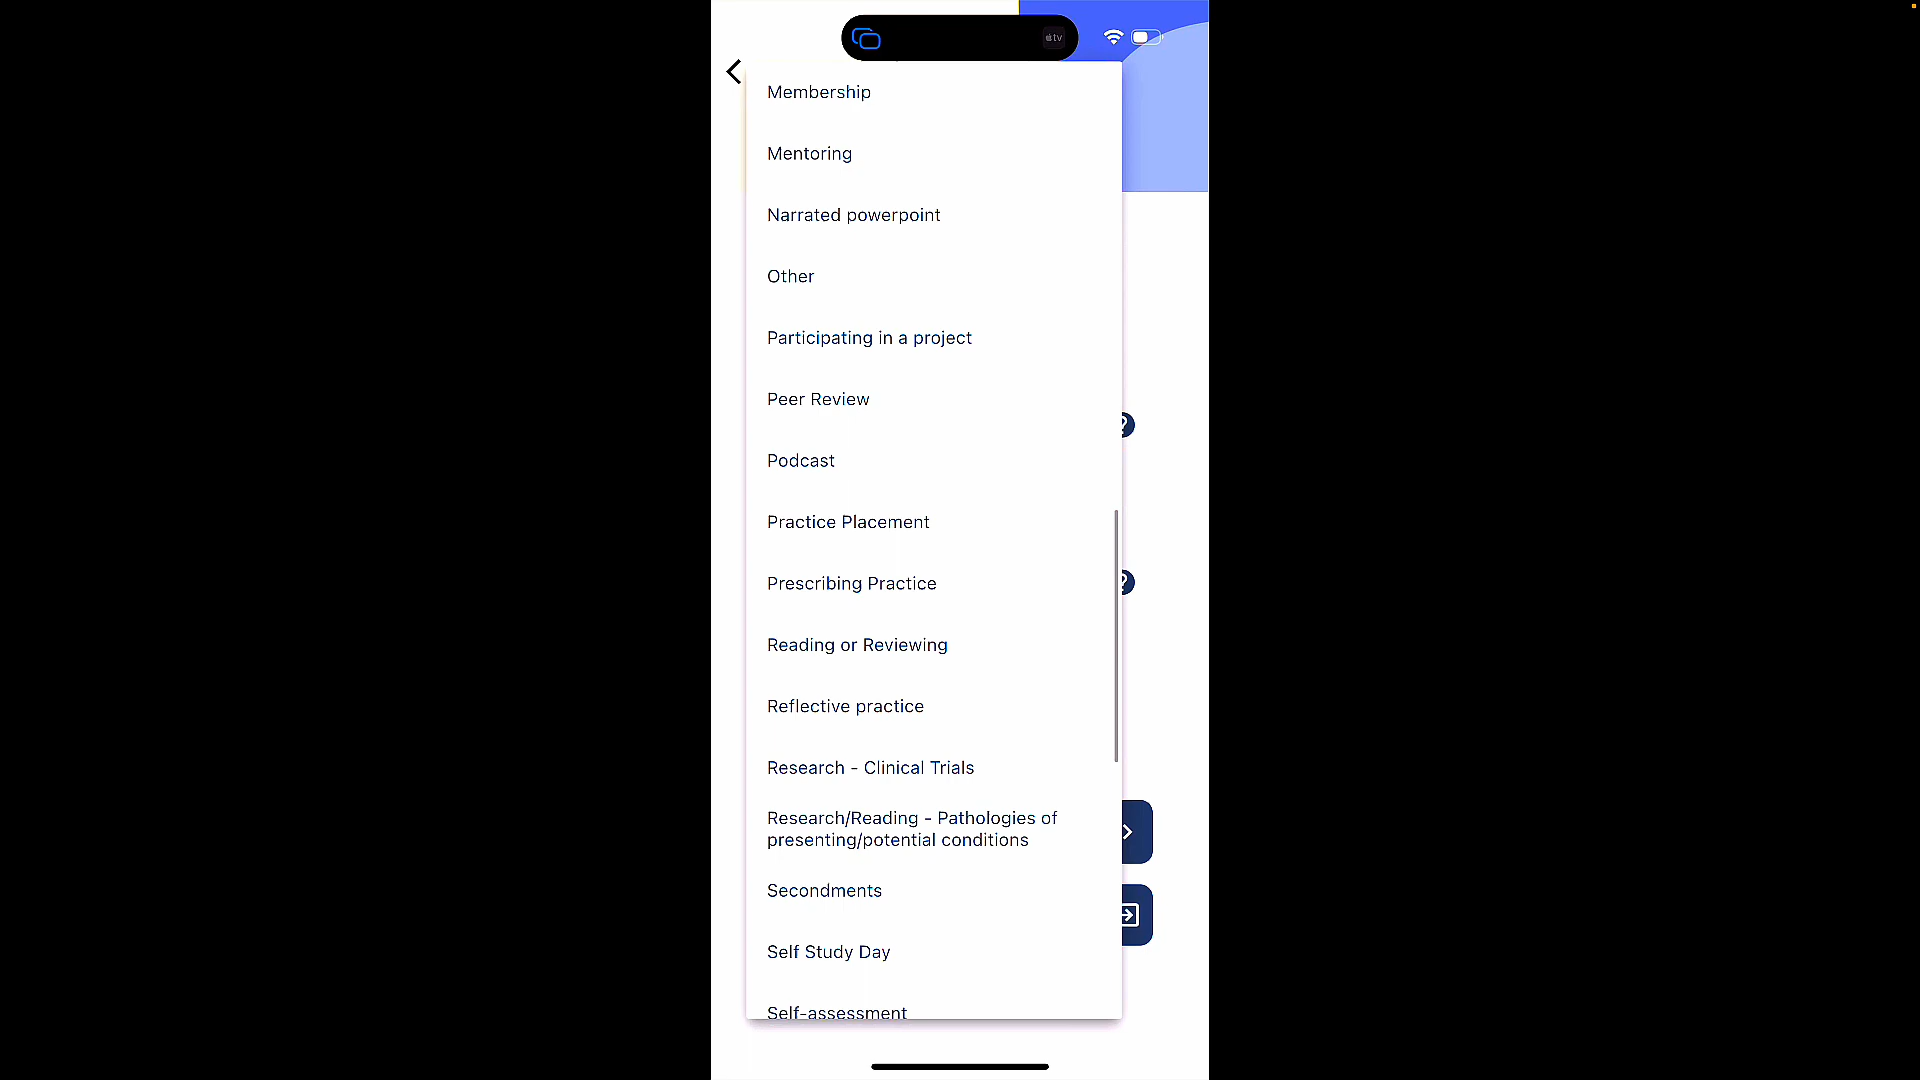 tv
Membership
Mentoring
Narrated powerpoint
Other
Participating in a project
Peer Review
?
Podcast
Practice Placement
Prescribing Practice
?
Reading or Reviewing
Reflective practice
Research - Clinical Trials
Research/Reading - Pathologies of
presenting/potential conditions
Secondments
Self Study Day
Self-assessment